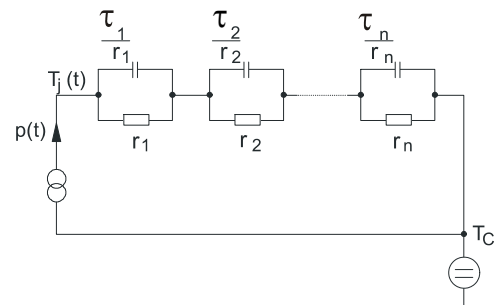 τ1/r1 τ2/r2 τn/rn
Tj(t)
p(t)
r1 r2 rn
TC